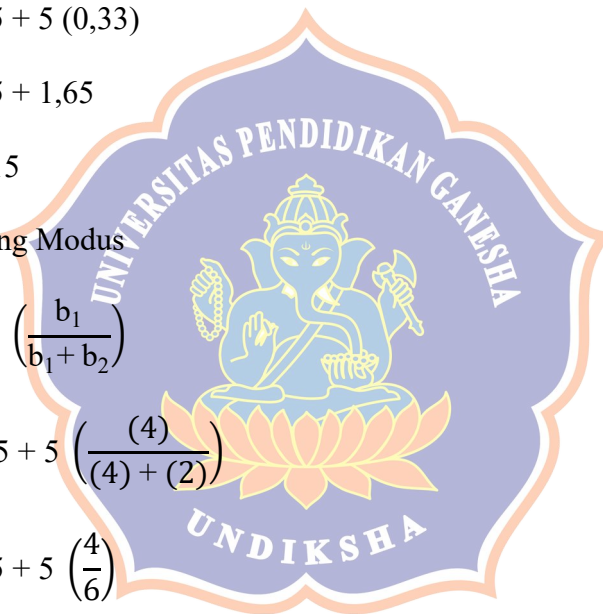 5 + 5 (0,33)
5 + 1,65
15
ng Modus
(b₁ / (b₁ + b₂))
5 + 5 ((4) / ((4) + (2)))
5 + 5 (4/6)
UNIVERSITAS PENDIDIKAN GANESHA
UNDIKSHA